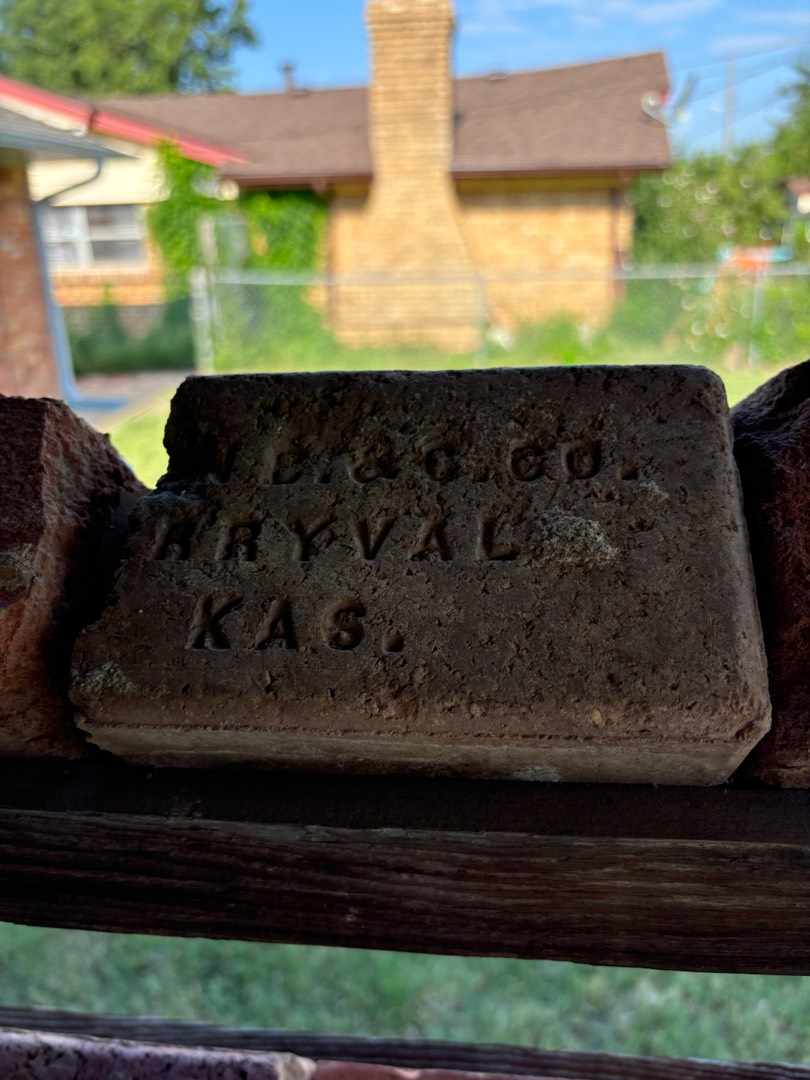 V B. & C. CO.
RRYVAL
KAS.